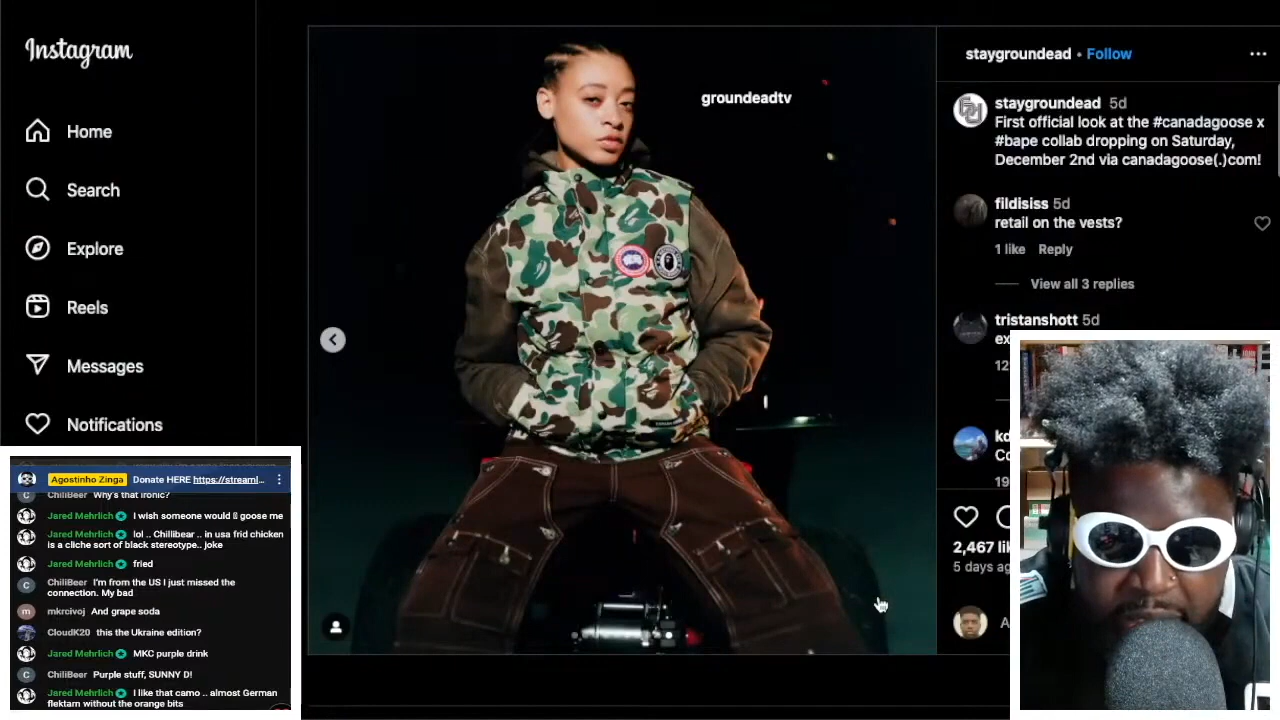 Instagram
Home
Search
Explore
Reels
Messages
Notifications
groundeadtv
staygroundead • Follow
staygroundead 5d
First official look at the #canadagoose x
#bape collab dropping on Saturday,
December 2nd via canadagoose(.)com!
fildisiss 5d
retail on the vests?
1 like Reply
View all 3 replies
tristanshott 5d
ex
12
kd
Co
19
2,467 lik
5 days ag
A
Agostinho Zinga Donate HERE https://streaml...
ChiliBeer Why's that ironic?
Jared Mehrlich I wish someone would goose me
Jared Mehrlich lol .. Chillibear .. in usa frid chicken
is a cliche sort of black stereotype.. joke
Jared Mehrlich fried
ChiliBeer I'm from the US I just missed the
connection. My bad
mkrcivoj And grape soda
CloudK20 this the Ukraine edition?
Jared Mehrlich MKC purple drink
ChiliBeer Purple stuff, SUNNY D!
Jared Mehrlich I like that camo .. almost German
flektarn without the orange bits